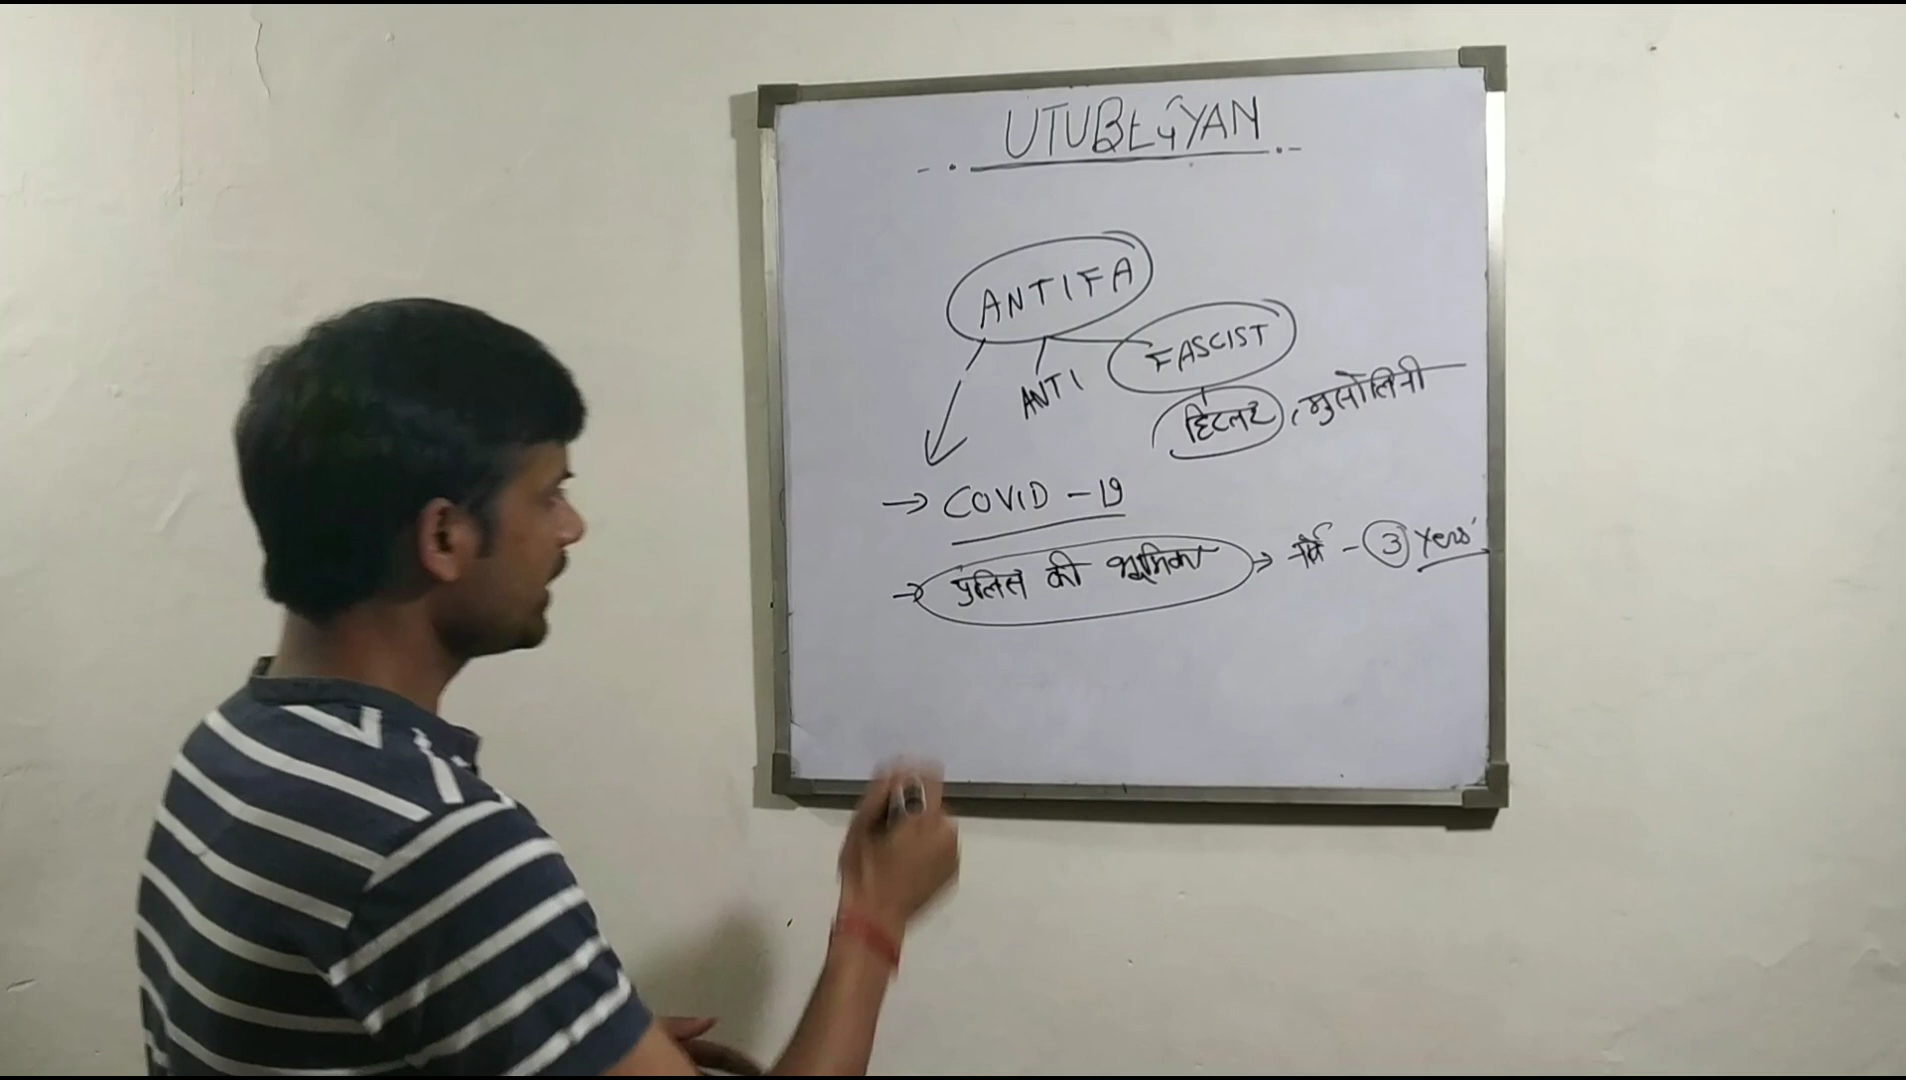 UTUBEGYAN
ANTIFA
ANTI FASCIST
हिटलर, मुसोलिनी
→ COVID-19
→ पुलिस की भूमिका → - 3 Years